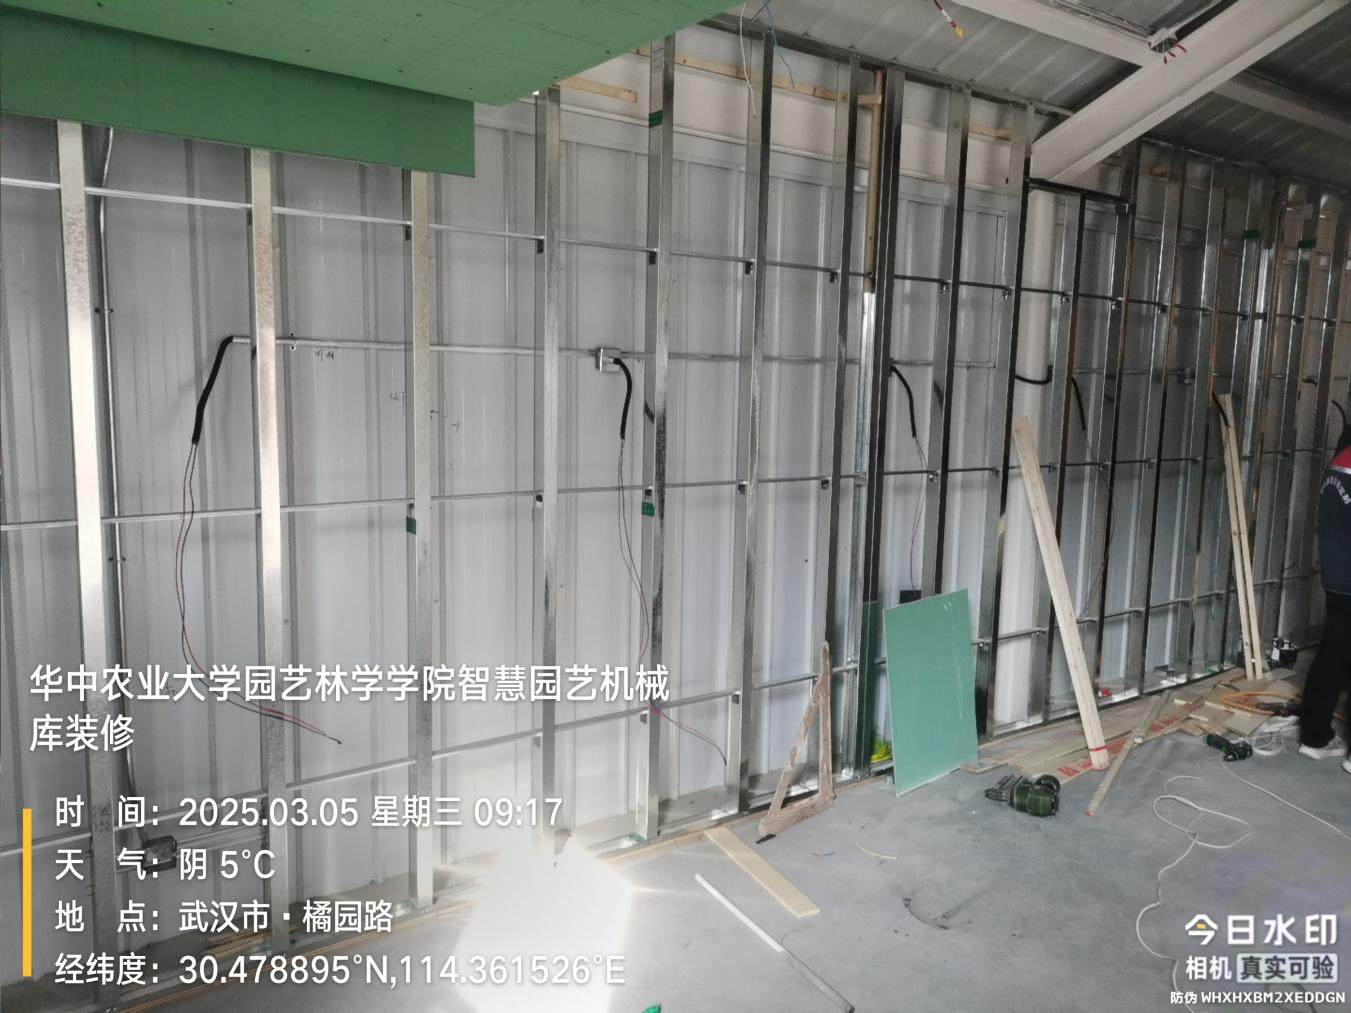 华中农业大学园艺林学学院智慧园艺机械
库装修
时 间：2025.03.05 星期三 09:17
天 气：阴 5°C
地 点：武汉市·橘园路
经纬度：30.478895°N,114.361526°E
今日水印
相机 真实可验
防伪 WHXHXBM2XEDDGN